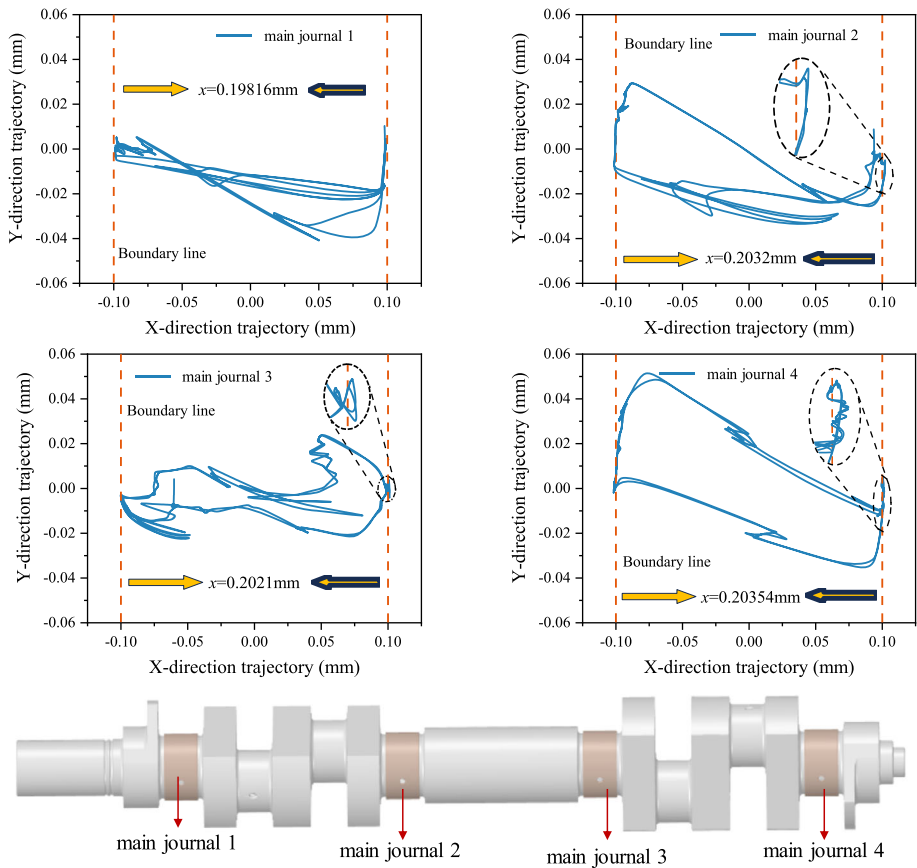 0.06
0.04
0.02
0.00
-0.02
-0.04
-0.06
Y-direction trajectory (mm)
main journal 1
x=0.19816mm
Boundary line
-0.10
-0.05
0.00
0.05
0.10
X-direction trajectory (mm)
0.06
0.04
0.02
0.00
-0.02
-0.04
-0.06
Y-direction trajectory (mm)
Boundary line
main journal 2
x=0.2032mm
-0.10
-0.05
0.00
0.05
0.10
X-direction trajectory (mm)
0.06
0.04
0.02
0.00
-0.02
-0.04
-0.06
Y-direction trajectory (mm)
main journal 3
Boundary line
x=0.2021mm
-0.10
-0.05
0.00
0.05
0.10
X-direction trajectory (mm)
0.06
0.04
0.02
0.00
-0.02
-0.04
-0.06
Y-direction trajectory (mm)
main journal 4
Boundary line
x=0.20354mm
-0.10
-0.05
0.00
0.05
0.10
X-direction trajectory (mm)
main journal 1
main journal 2
main journal 3
main journal 4